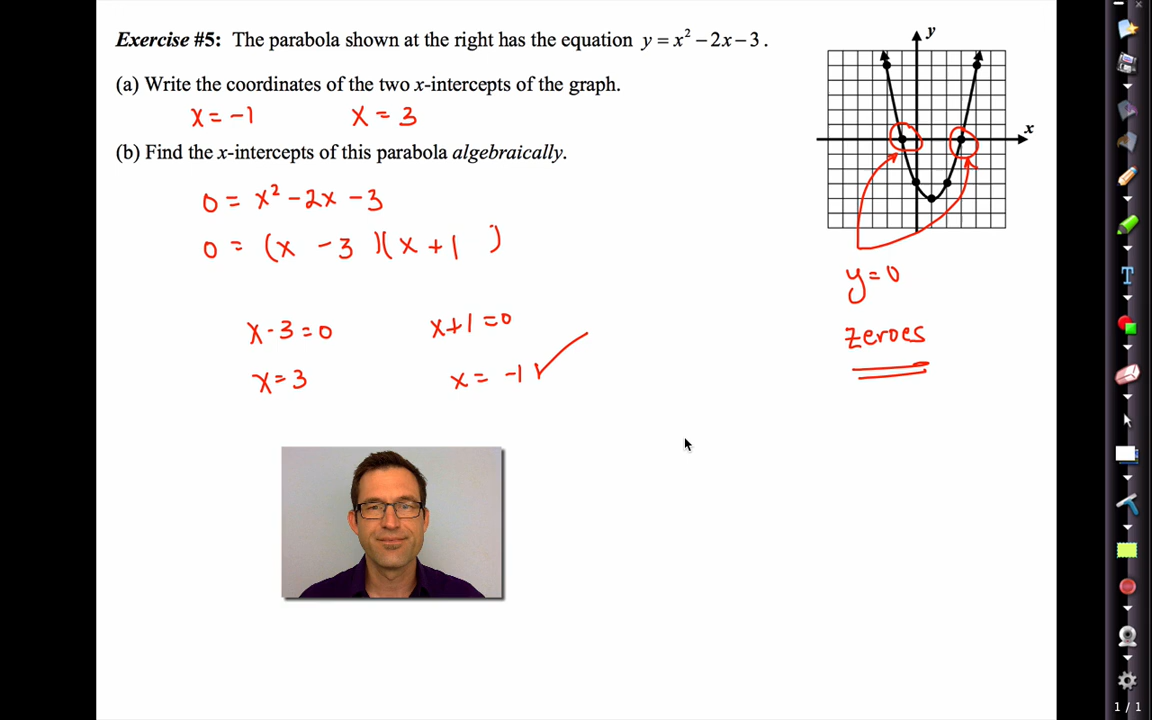 Exercise #5: The parabola shown at the right has the equation y = x² − 2x − 3.
(a) Write the coordinates of the two x-intercepts of the graph.
x = -1 x = 3
(b) Find the x-intercepts of this parabola algebraically.
0 = x² - 2x - 3
0 = (x - 3)(x + 1)
x - 3 = 0 x + 1 = 0
x = 3 x = -1 ✓
y
x
y = 0
zeroes
T
1 / 1